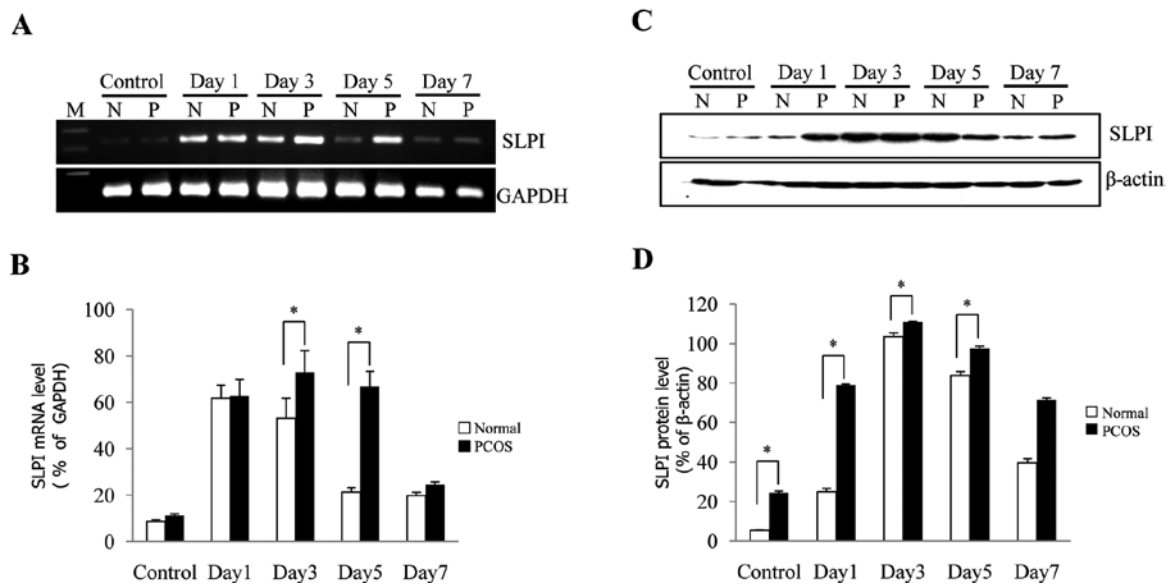 A
Control Day 1 Day 3 Day 5 Day 7
M N P N P N P N P N P
SLPI
GAPDH
B
SLPI mRNA level
( % of GAPDH)
100
80
60
40
20
0
* *
Normal
PCOS
Control Day1 Day3 Day5 Day7
C
Control Day 1 Day 3 Day 5 Day 7
N P N P N P N P N P
SLPI
β-actin
D
SLPI protein level
(% of β-actin)
120
100
80
60
40
20
0
* * * *
Normal
PCOS
Control Day1 Day3 Day5 Day7